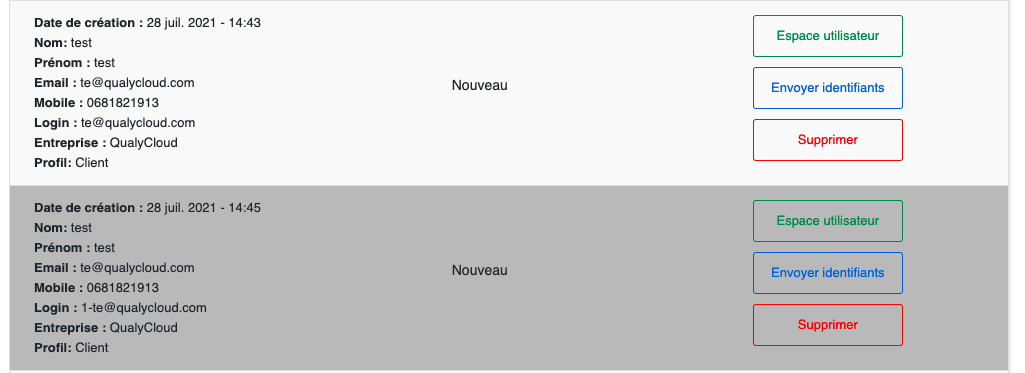 Date de création : 28 juil. 2021 - 14:43
Nom: test
Prénom : test
Email : te@qualycloud.com
Mobile : 0681821913
Login : te@qualycloud.com
Entreprise : QualyCloud
Profil: Client
Nouveau
Espace utilisateur
Envoyer identifiants
Supprimer
Date de création : 28 juil. 2021 - 14:45
Nom: test
Prénom : test
Email : te@qualycloud.com
Mobile : 0681821913
Login : 1-te@qualycloud.com
Entreprise : QualyCloud
Profil: Client
Nouveau
Espace utilisateur
Envoyer identifiants
Supprimer